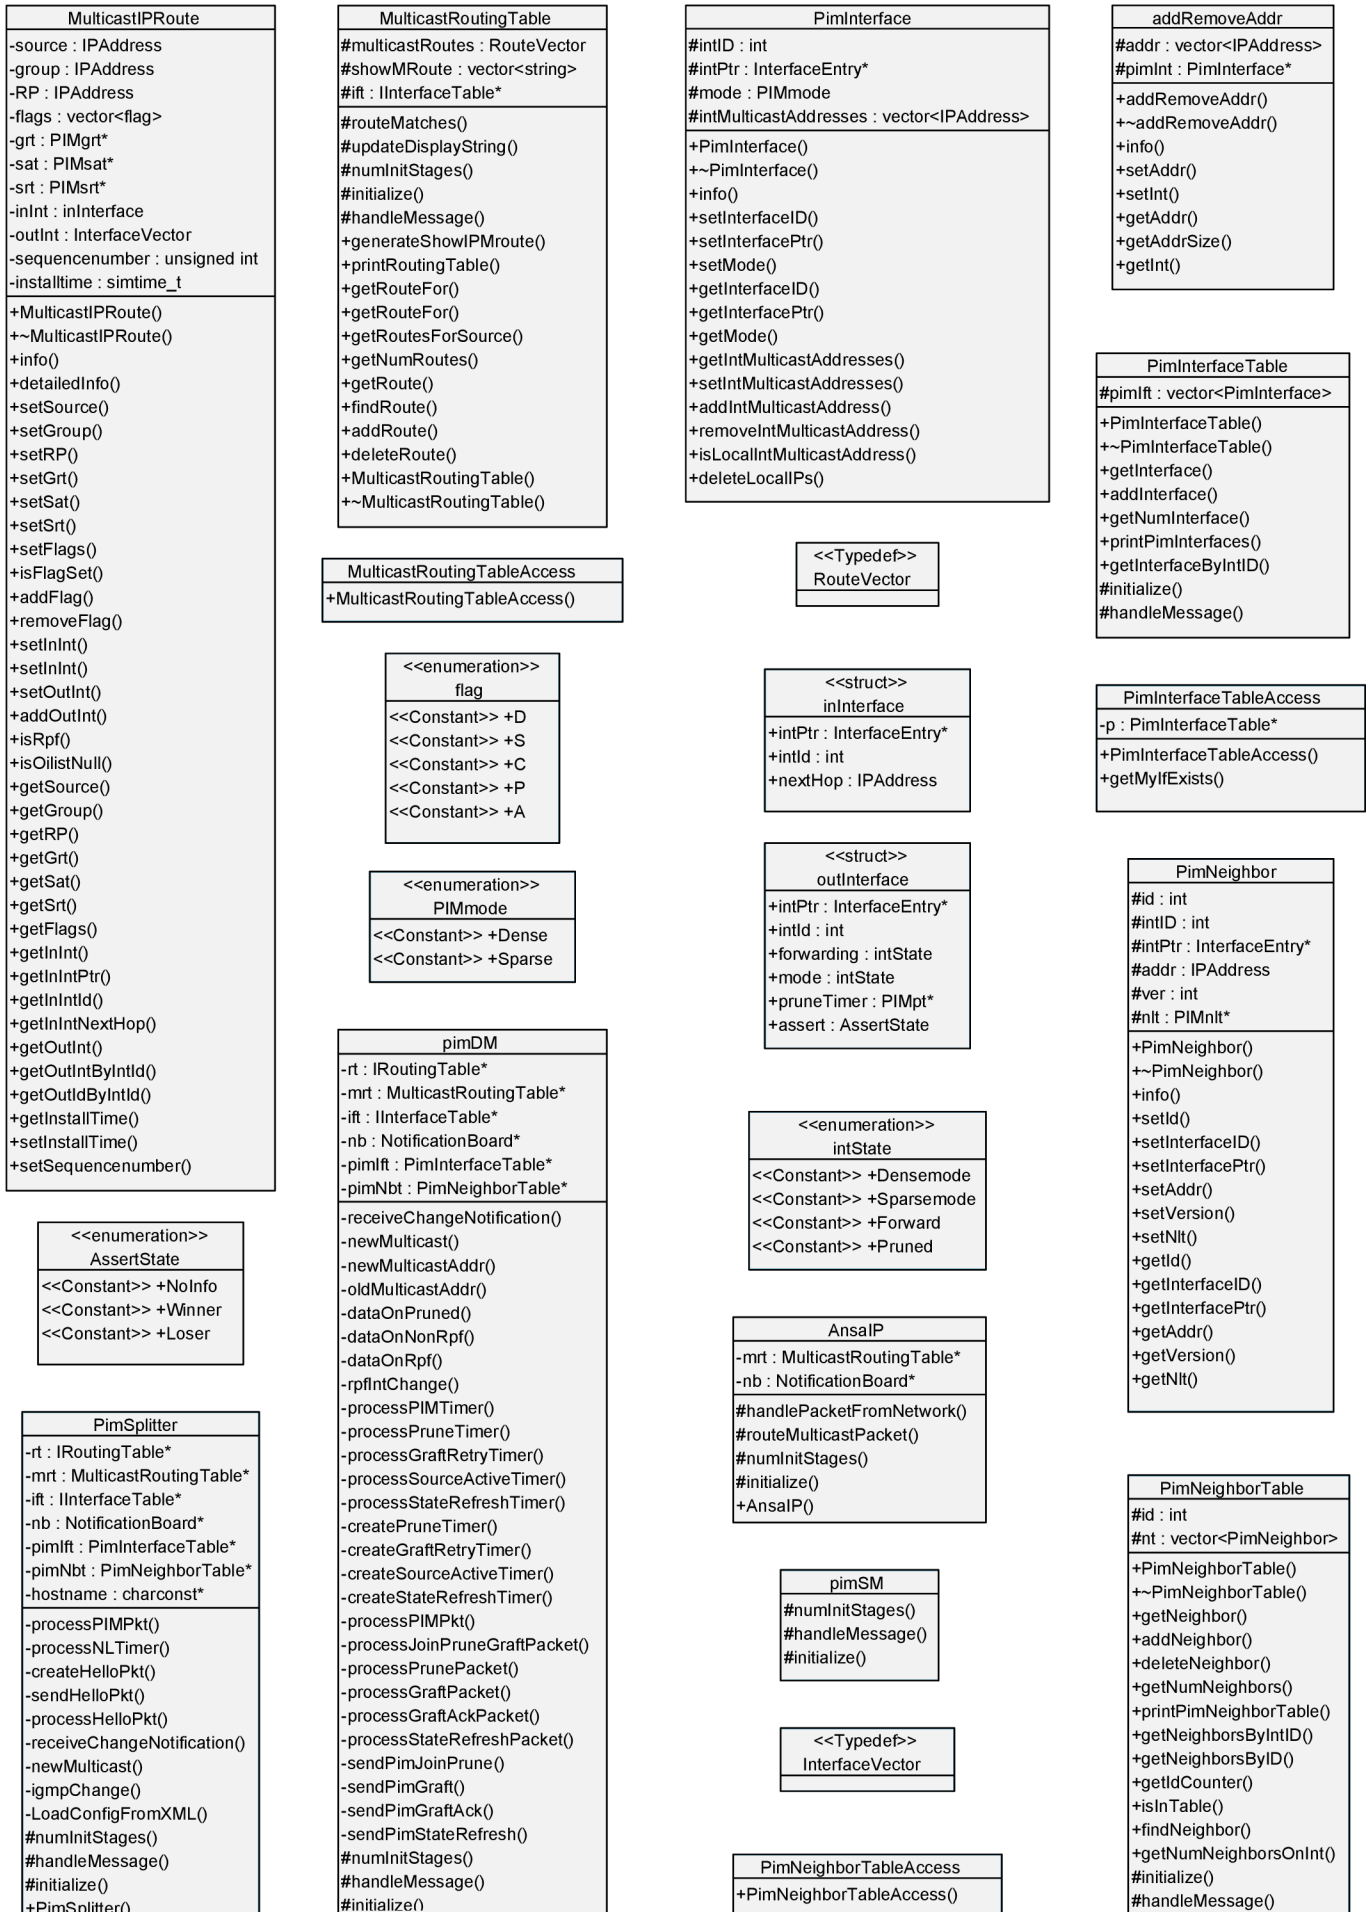 MulticastIPRoute
-source : IPAddress
-group : IPAddress
-RP : IPAddress
-flags : vector<flag>
-grt : PIMgrt*
-sat : PIMsat*
-srt : PIMsrt*
-inInt : inInterface
-outInt : InterfaceVector
-sequencenumber : unsigned int
-installtime : simtime_t
+MulticastIPRoute()
+~MulticastIPRoute()
+info()
+detailedInfo()
+setSource()
+setGroup()
+setRP()
+setGrt()
+setSat()
+setSrt()
+setFlags()
+isFlagSet()
+addFlag()
+removeFlag()
+setInInt()
+setInInt()
+setOutInt()
+addOutInt()
+isRpf()
+isOilistNull()
+getSource()
+getGroup()
+getRP()
+getGrt()
+getSat()
+getSrt()
+getFlags()
+getInInt()
+getInIntPtr()
+getInIntId()
+getInIntNextHop()
+getOutInt()
+getOutIntByIntId()
+getOutIdByIntId()
+getInstallTime()
+setInstallTime()
+setSequencenumber()
<<enumeration>>
AssertState
<<Constant>> +NoInfo
<<Constant>> +Winner
<<Constant>> +Loser
PimSplitter
-rt : IRoutingTable*
-mrt : MulticastRoutingTable*
-ift : IInterfaceTable*
-nb : NotificationBoard*
-pimIft : PimInterfaceTable*
-pimNbt : PimNeighborTable*
-hostname : charconst*
-processPIMPkt()
-processNLTimer()
-createHelloPkt()
-sendHelloPkt()
-processHelloPkt()
-receiveChangeNotification()
-newMulticast()
-igmpChange()
-LoadConfigFromXML()
#numInitStages()
#handleMessage()
#initialize()
+PimSplitter()
MulticastRoutingTable
#multicastRoutes : RouteVector
#showMRoute : vector<string>
#ift : IInterfaceTable*
#routeMatches()
#updateDisplayString()
#numInitStages()
#initialize()
#handleMessage()
+generateShowIPMroute()
+printRoutingTable()
+getRouteFor()
+getRouteFor()
+getRoutesForSource()
+getNumRoutes()
+getRoute()
+findRoute()
+addRoute()
+deleteRoute()
+MulticastRoutingTable()
+~MulticastRoutingTable()
MulticastRoutingTableAccess
+MulticastRoutingTableAccess()
<<enumeration>>
flag
<<Constant>> +D
<<Constant>> +S
<<Constant>> +C
<<Constant>> +P
<<Constant>> +A
<<enumeration>>
PIMmode
<<Constant>> +Dense
<<Constant>> +Sparse
pimDM
-rt : IRoutingTable*
-mrt : MulticastRoutingTable*
-ift : IInterfaceTable*
-nb : NotificationBoard*
-pimIft : PimInterfaceTable*
-pimNbt : PimNeighborTable*
-receiveChangeNotification()
-newMulticast()
-newMulticastAddr()
-oldMulticastAddr()
-dataOnPruned()
-dataOnNonRpf()
-dataOnRpf()
-rpfIntChange()
-processPIMTimer()
-processPruneTimer()
-processGraftRetryTimer()
-processSourceActiveTimer()
-processStateRefreshTimer()
-createPruneTimer()
-createGraftRetryTimer()
-createSourceActiveTimer()
-createStateRefreshTimer()
-processPIMPkt()
-processJoinPruneGraftPacket()
-processPrunePacket()
-processGraftPacket()
-processGraftAckPacket()
-processStateRefreshPacket()
-sendPimJoinPrune()
-sendPimGraft()
-sendPimGraftAck()
-sendPimStateRefresh()
#numInitStages()
#handleMessage()
#initialize()
PimInterface
#intID : int
#intPtr : InterfaceEntry*
#mode : PIMmode
#intMulticastAddresses : vector<IPAddress>
+PimInterface()
+~PimInterface()
+info()
+setInterfaceID()
+setInterfacePtr()
+setMode()
+getInterfaceID()
+getInterfacePtr()
+getMode()
+getIntMulticastAddresses()
+setIntMulticastAddresses()
+addIntMulticastAddress()
+removeIntMulticastAddress()
+isLocalIntMulticastAddress()
+deleteLocalIPs()
<<Typedef>>
RouteVector
<<struct>>
inInterface
+intPtr : InterfaceEntry*
+intId : int
+nextHop : IPAddress
<<struct>>
outInterface
+intPtr : InterfaceEntry*
+intId : int
+forwarding : intState
+mode : intState
+pruneTimer : PIMpt*
+assert : AssertState
<<enumeration>>
intState
<<Constant>> +Densemode
<<Constant>> +Sparsemode
<<Constant>> +Forward
<<Constant>> +Pruned
AnsaIP
-mrt : MulticastRoutingTable*
-nb : NotificationBoard*
#handlePacketFromNetwork()
#routeMulticastPacket()
#numInitStages()
#initialize()
+AnsaIP()
pimSM
#numInitStages()
#handleMessage()
#initialize()
<<Typedef>>
InterfaceVector
PimNeighborTableAccess
+PimNeighborTableAccess()
addRemoveAddr
#addr : vector<IPAddress>
#pimInt : PimInterface*
+addRemoveAddr()
+~addRemoveAddr()
+info()
+setAddr()
+setInt()
+getAddr()
+getAddrSize()
+getInt()
PimInterfaceTable
#pimIft : vector<PimInterface>
+PimInterfaceTable()
+~PimInterfaceTable()
+getInterface()
+addInterface()
+getNumInterface()
+printPimInterfaces()
+getInterfaceByIntID()
#initialize()
#handleMessage()
PimInterfaceTableAccess
-p : PimInterfaceTable*
+PimInterfaceTableAccess()
+getMyIfExists()
PimNeighbor
#id : int
#intID : int
#intPtr : InterfaceEntry*
#addr : IPAddress
#ver : int
#nlt : PIMnlt*
+PimNeighbor()
+~PimNeighbor()
+info()
+setId()
+setInterfaceID()
+setInterfacePtr()
+setAddr()
+setVersion()
+setNlt()
+getId()
+getInterfaceID()
+getInterfacePtr()
+getAddr()
+getVersion()
+getNlt()
PimNeighborTable
#id : int
#nt : vector<PimNeighbor>
+PimNeighborTable()
+~PimNeighborTable()
+getNeighbor()
+addNeighbor()
+deleteNeighbor()
+getNumNeighbors()
+printPimNeighborTable()
+getNeighborsByIntID()
+getNeighborsByID()
+getIdCounter()
+isInTable()
+findNeighbor()
+getNumNeighborsOnInt()
#initialize()
#handleMessage()